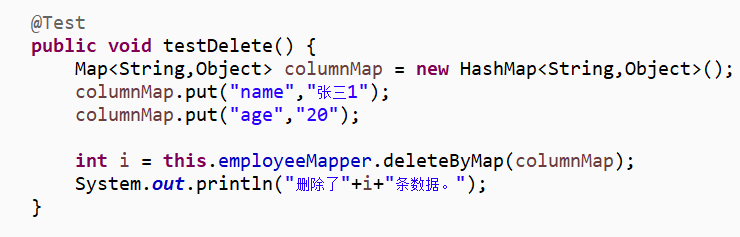 @Test
public void testDelete() {
    Map<String,Object> columnMap = new HashMap<String,Object>();
    columnMap.put("name","张三1");
    columnMap.put("age","20");

    int i = this.employeeMapper.deleteByMap(columnMap);
    System.out.println("删除了"+i+"条数据。");
}